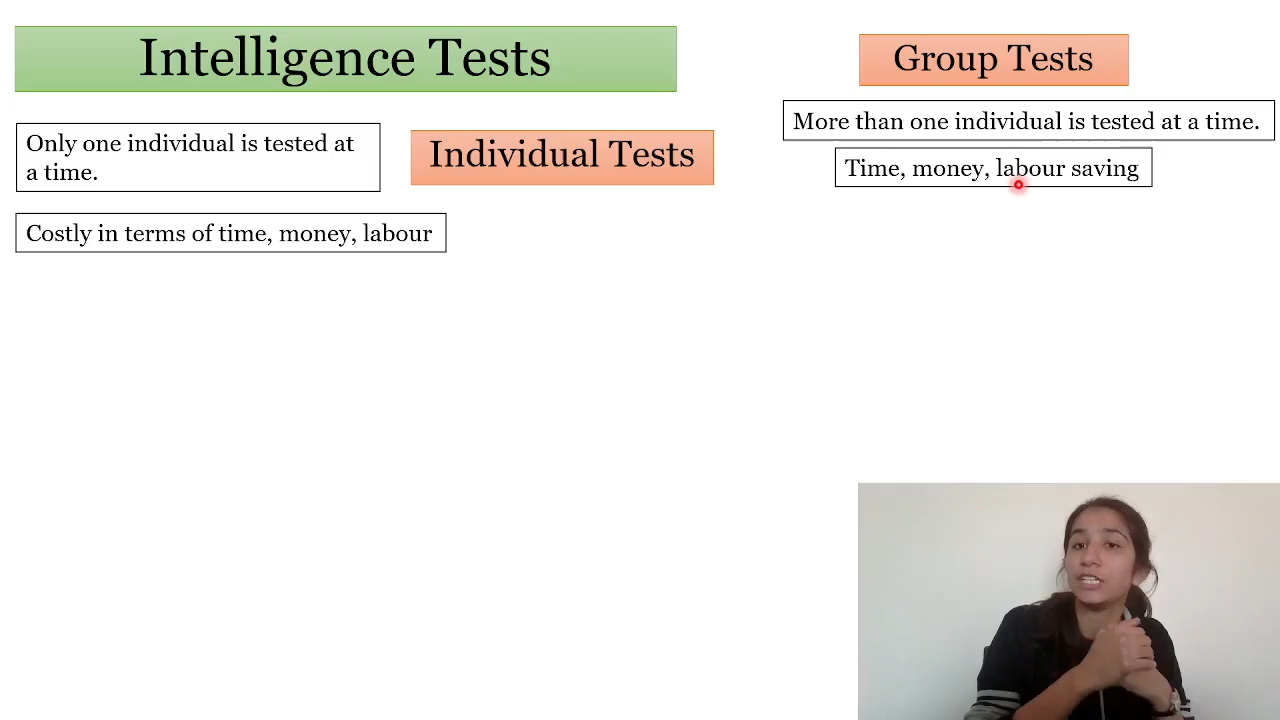 Intelligence Tests
Only one individual is tested at
a time.
Individual Tests
Costly in terms of time, money, labour
Group Tests
More than one individual is tested at a time.
Time, money, labour saving